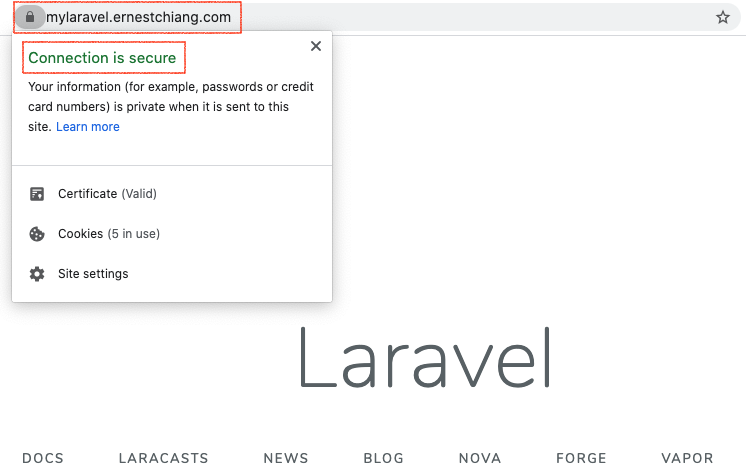 mylaravel.ernestchiang.com
Connection is secure
Your information (for example, passwords or credit
card numbers) is private when it is sent to this
site. Learn more
Certificate (Valid)
Cookies (5 in use)
Site settings
Laravel
DOCS LARACASTS NEWS BLOG NOVA FORGE VAPOR